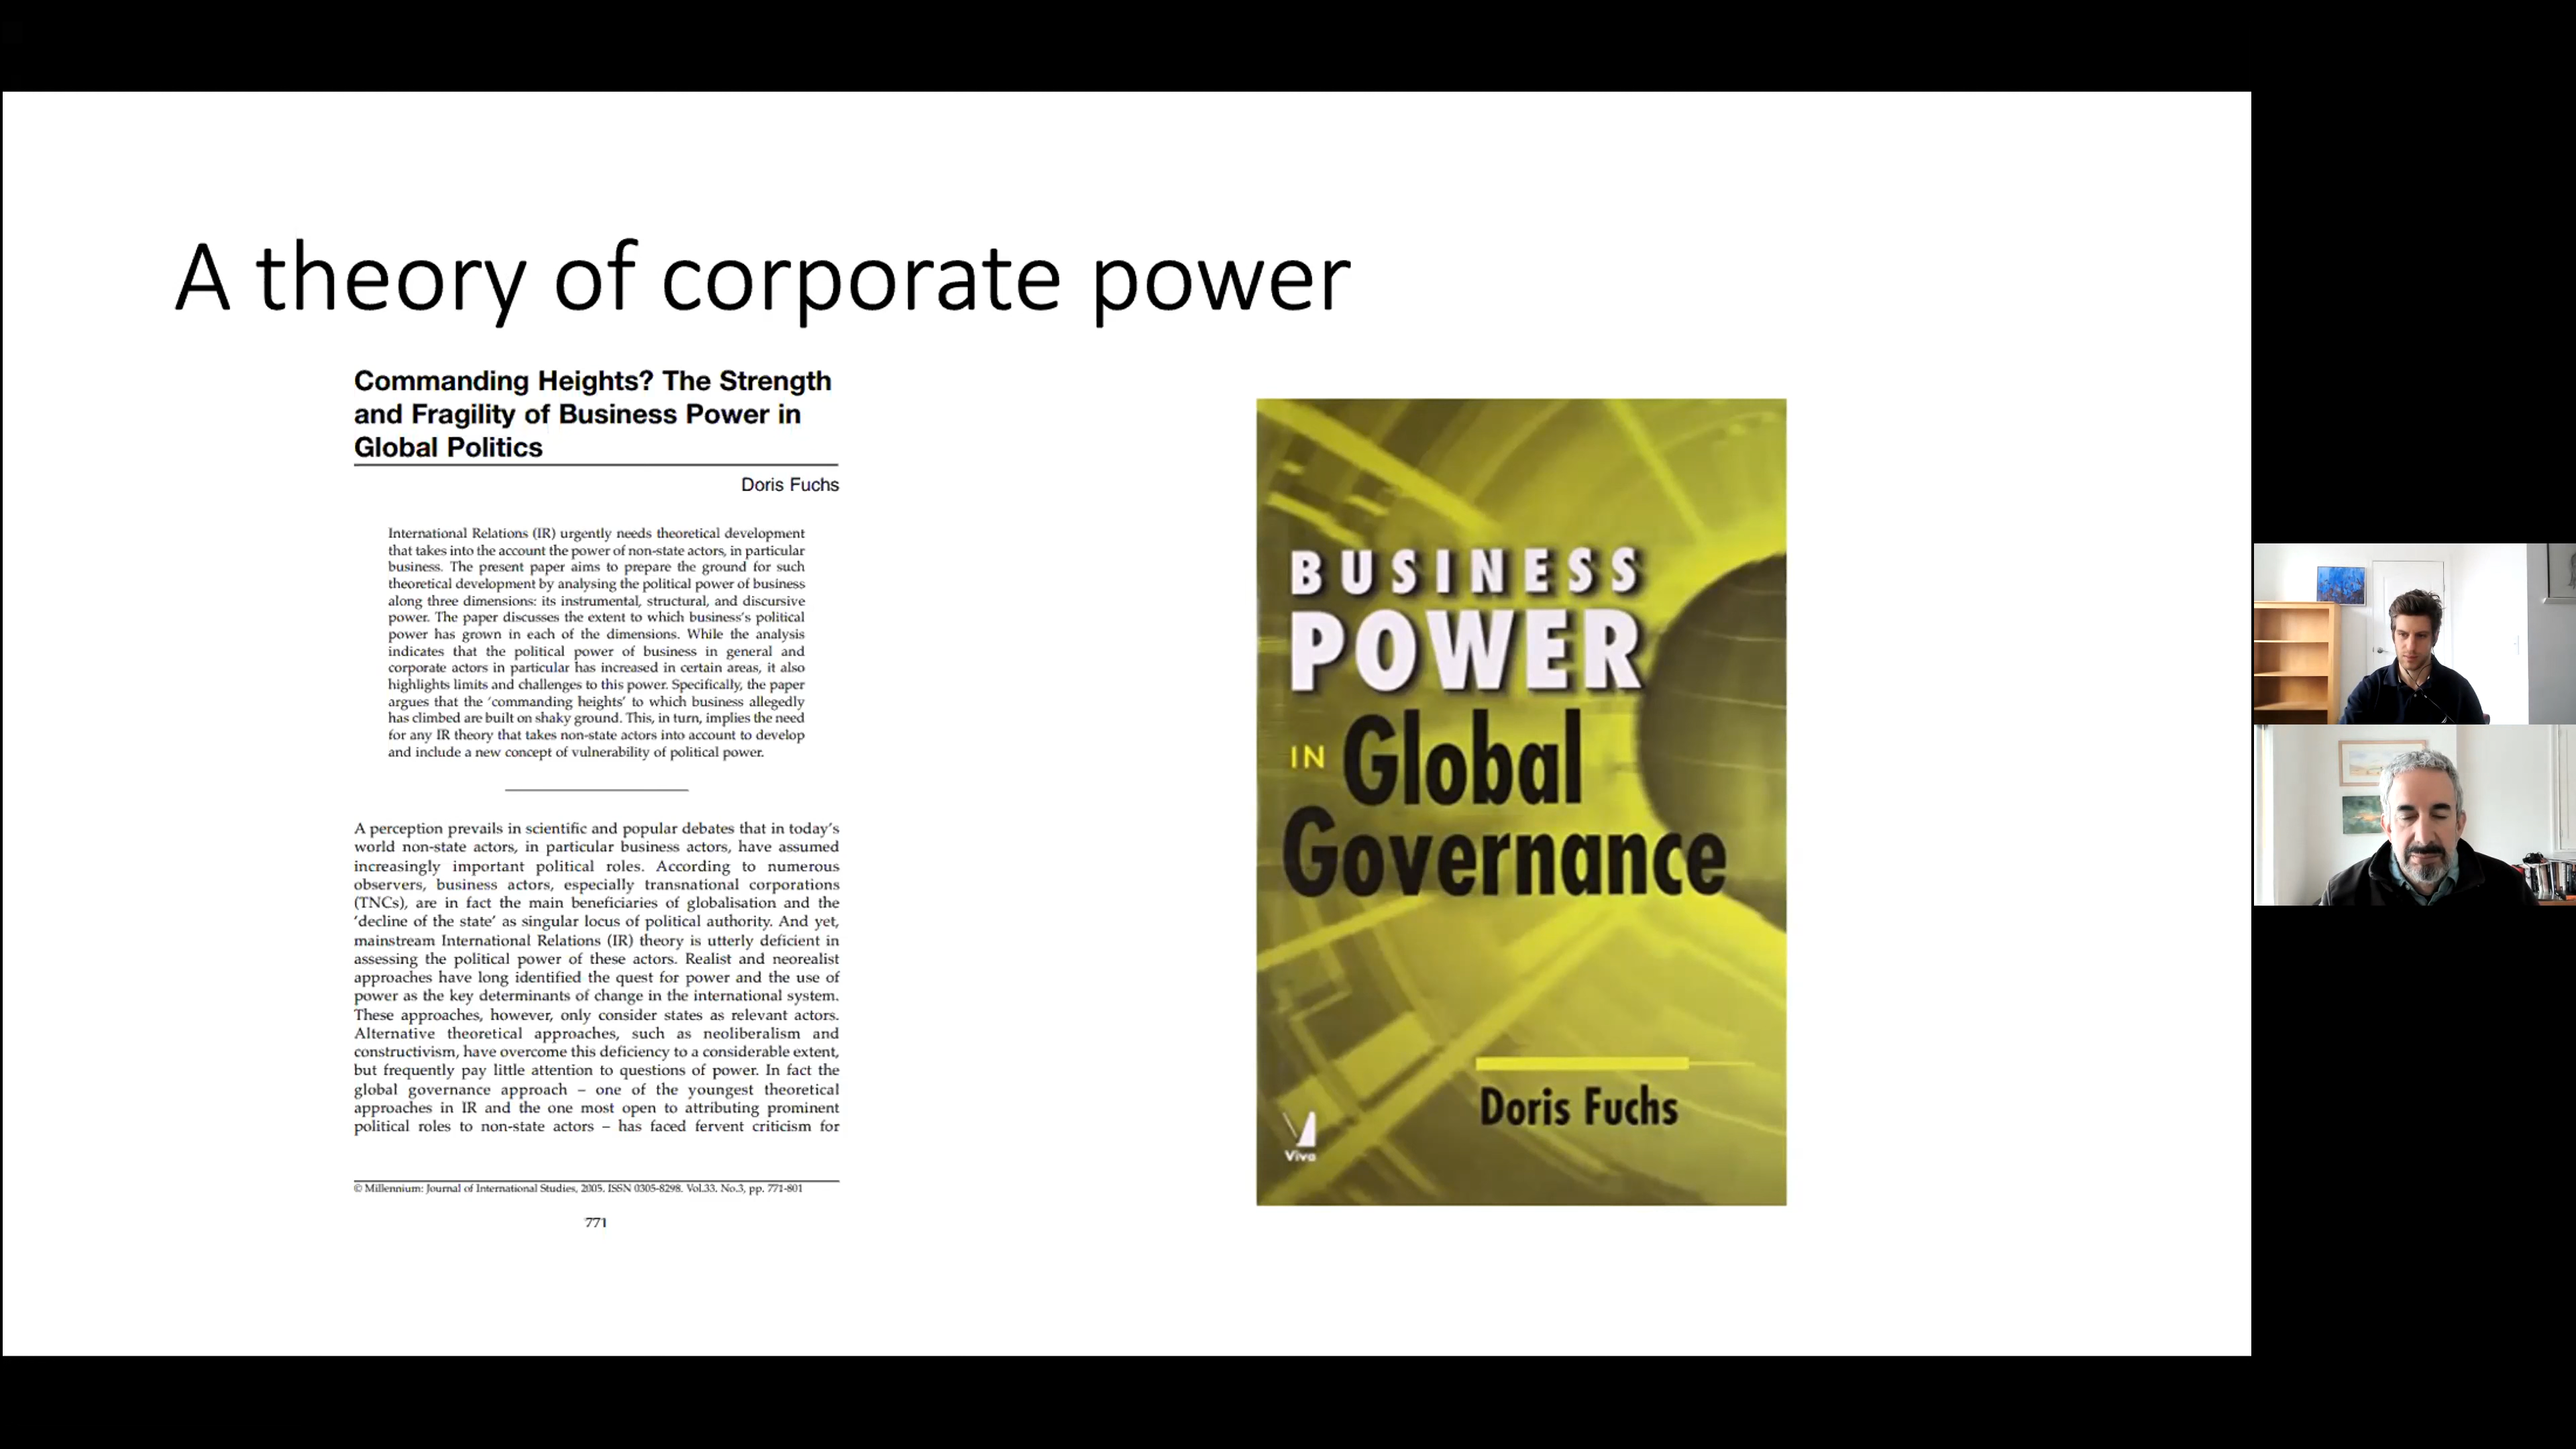 A theory of corporate power
Commanding Heights? The Strength
and Fragility of Business Power in
Global Politics
Doris Fuchs
International Relations (IR) urgently needs theoretical development
that takes into the account the power of non-state actors, in particular
business. The present paper aims to prepare the ground for such
theoretical development by analysing the political power of business
along three dimensions: its instrumental, structural, and discursive
power. The paper discusses the extent to which business's political
power has grown in each of the dimensions. While the analysis
indicates that the political power of business in general and
corporate actors in particular has increased in certain areas, it also
highlights limits and challenges to this power. Specifically, the paper
argues that the 'commanding heights' to which business allegedly
has climbed are built on shaky ground. This, in turn, implies the need
for any IR theory that takes non-state actors into account to develop
and include a new concept of vulnerability of political power.
A perception prevails in scientific and popular debates that in today's
world non-state actors, in particular business actors, have assumed
increasingly important political roles. According to numerous
observers, business actors, especially transnational corporations
(TNCs), are in fact the main beneficiaries of globalisation and the
'decline of the state' as singular locus of political authority. And yet,
mainstream International Relations (IR) theory is utterly deficient in
assessing the political power of these actors. Realist and neorealist
approaches have long identified the quest for power and the use of
power as the key determinants of change in the international system.
These approaches, however, only consider states as relevant actors.
Alternative theoretical approaches, such as neoliberalism and
constructivism, have overcome this deficiency to a considerable extent,
but frequently pay little attention to questions of power. In fact the
global governance approach – one of the youngest theoretical
approaches in IR and the one most open to attributing prominent
political roles to non-state actors – has faced fervent criticism for
© Millennium: Journal of International Studies, 2005. ISSN 0305-8298. Vol.33, No.3, pp. 771-801
771
BUSINESS
POWER
IN Global
Governance
Doris Fuchs
Viva